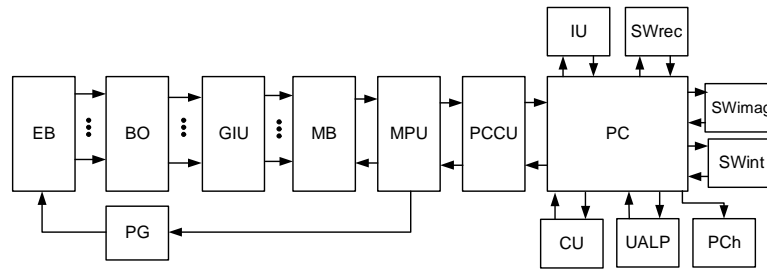 IU
SWrec
EB
BO
GIU
MB
MPU
PCCU
PC
SWimag
SWint
PG
CU
UALP
PCh